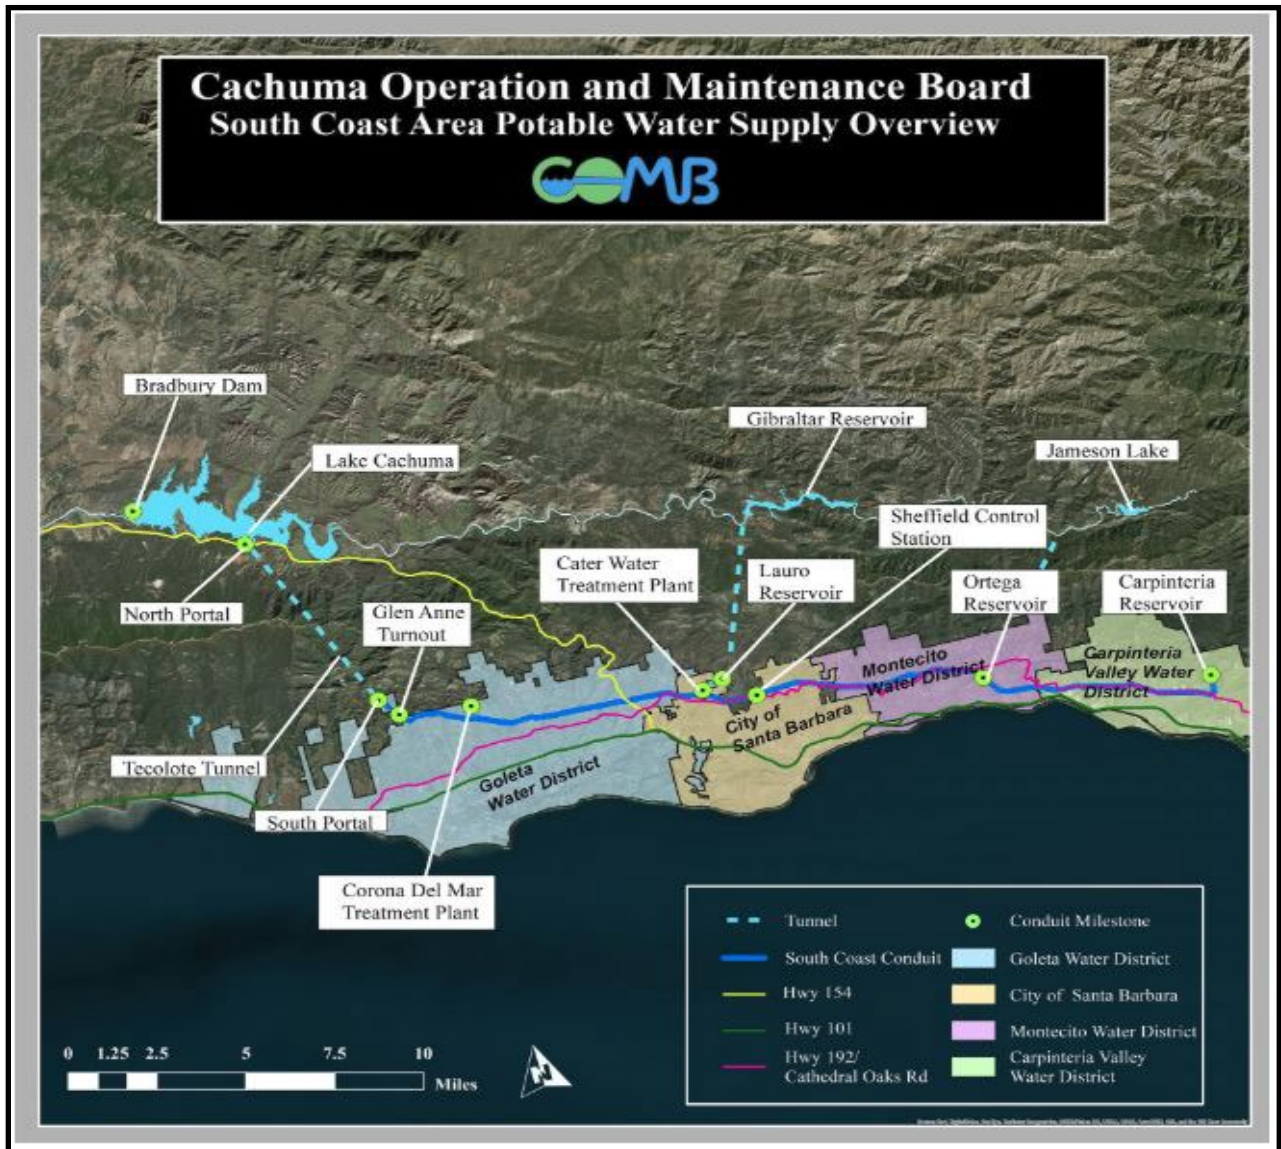 Cachuma Operation and Maintenance Board
South Coast Area Potable Water Supply Overview
COMB
Bradbury Dam
Lake Cachuma
Gibraltar Reservoir
Jameson Lake
Sheffield Control
Station
Cater Water
Treatment Plant
Lauro
Reservoir
Ortega
Reservoir
Carpinteria
Reservoir
North Portal
Glen Anne
Turnout
Montecito
Water District
Carpinteria
Valley Water
District
City of
Santa Barbara
Tecolote Tunnel
Goleta
Water District
South Portal
Corona Del Mar
Treatment Plant
Tunnel
South Coast Conduit
Hwy 154
Hwy 101
Hwy 192/
Cathedral Oaks Rd
Conduit Milestone
Goleta Water District
City of Santa Barbara
Montecito Water District
Carpinteria Valley
Water District
0 1.25 2.5 5 7.5 10
Miles
N